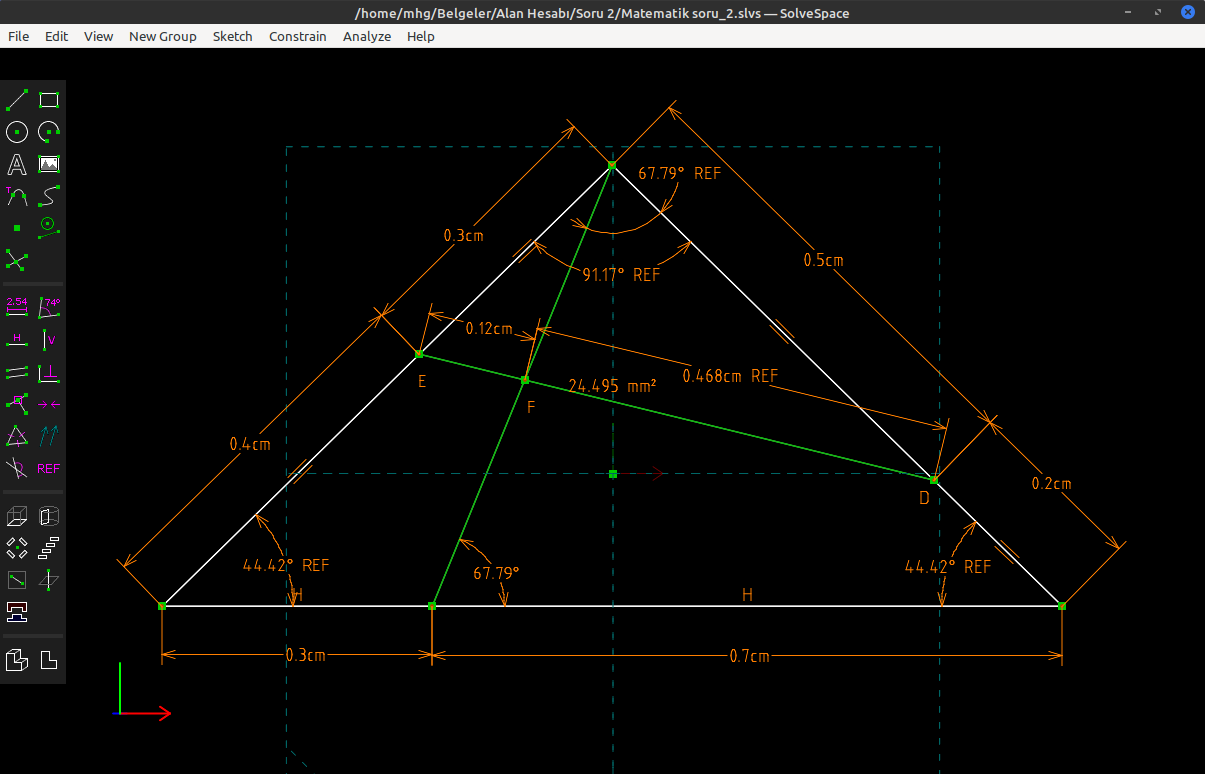 /home/mhg/Belgeler/Alan Hesabı/Soru 2/Matematik soru_2.slvs — SolveSpace
File Edit View New Group Sketch Constrain Analyze Help
A
T
2.54 74°
H V
REF
67.79° REF
0.3cm
0.5cm
91.17° REF
0.12cm
E
24.495 mm²
0.468cm REF
F
0.4cm
0.2cm
D
44.42° REF
67.79°
44.42° REF
H
H
0.3cm
0.7cm